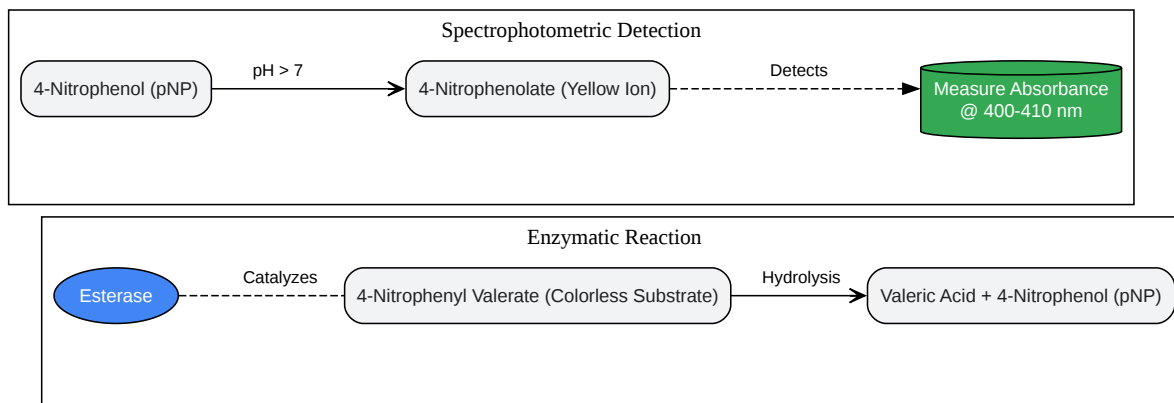 Spectrophotometric Detection
pH > 7
Detects
4-Nitrophenol (pNP)
4-Nitrophenolate (Yellow Ion)
Measure Absorbance
@ 400-410 nm
Enzymatic Reaction
Catalyzes
Hydrolysis
Esterase
4-Nitrophenyl Valerate (Colorless Substrate)
Valeric Acid + 4-Nitrophenol (pNP)